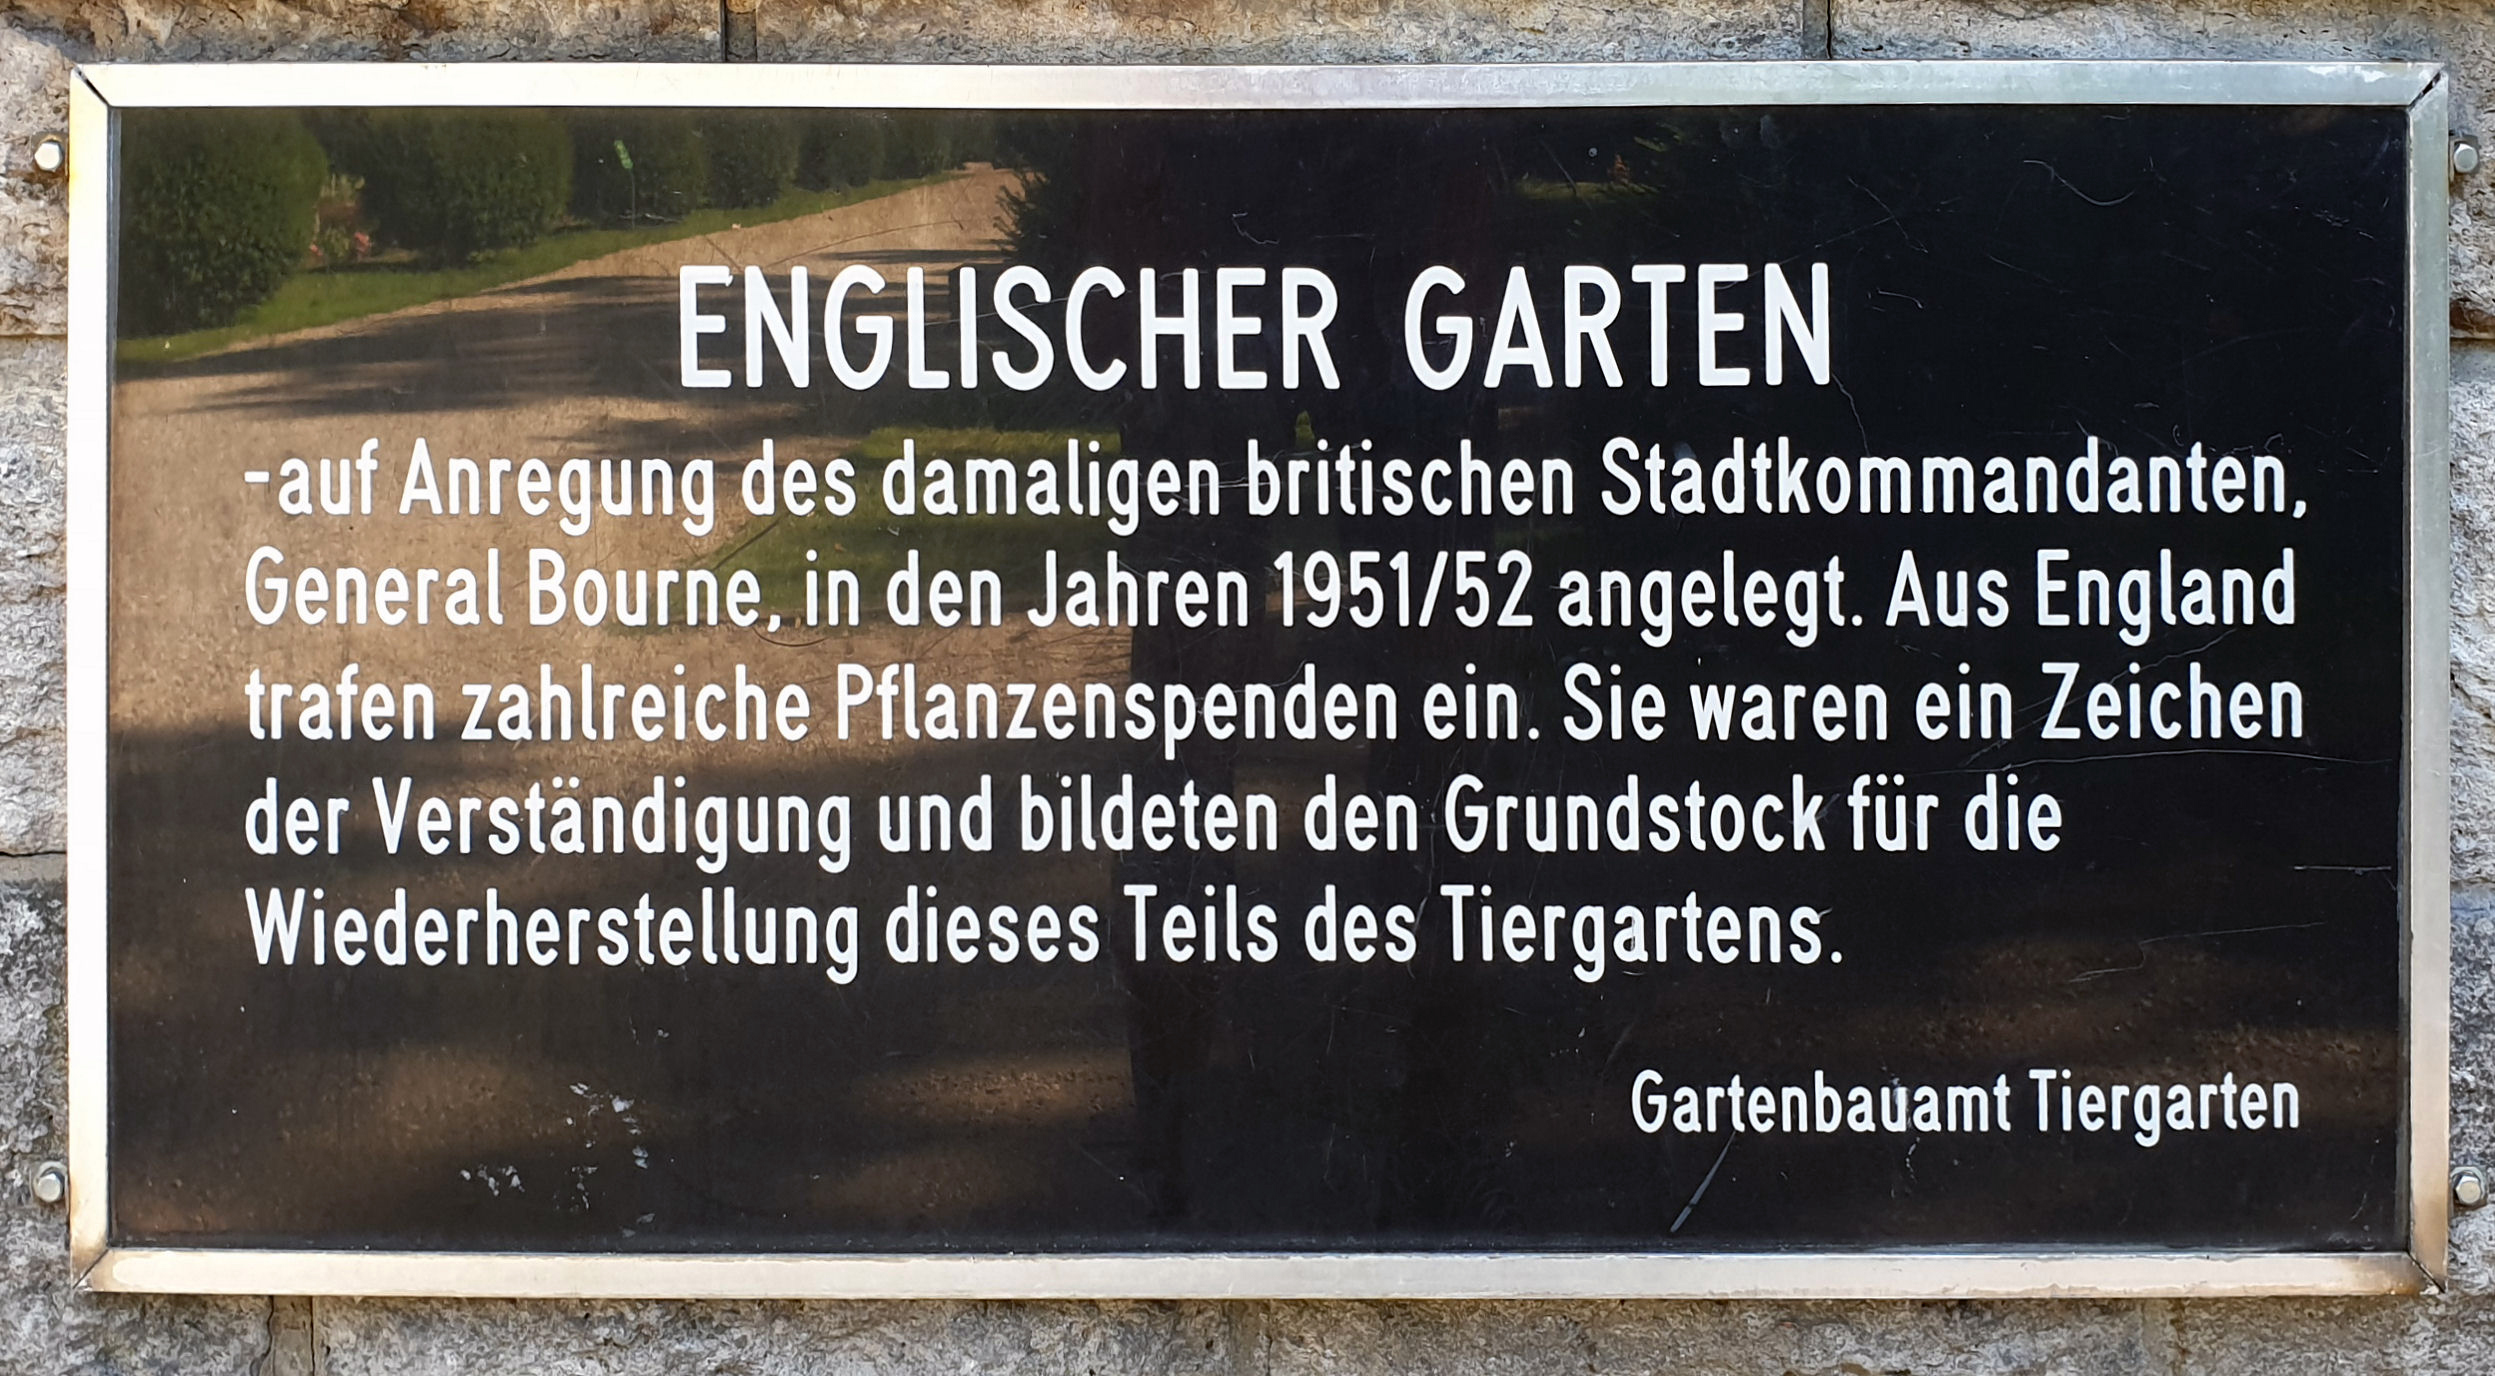 ENGLISCHER GARTEN
-auf Anregung des damaligen britischen Stadtkommandanten,
General Bourne, in den Jahren 1951/52 angelegt. Aus England
trafen zahlreiche Pflanzenspenden ein. Sie waren ein Zeichen
der Verständigung und bildeten den Grundstock für die
Wiederherstellung dieses Teils des Tiergartens.
Gartenbauamt Tiergarten